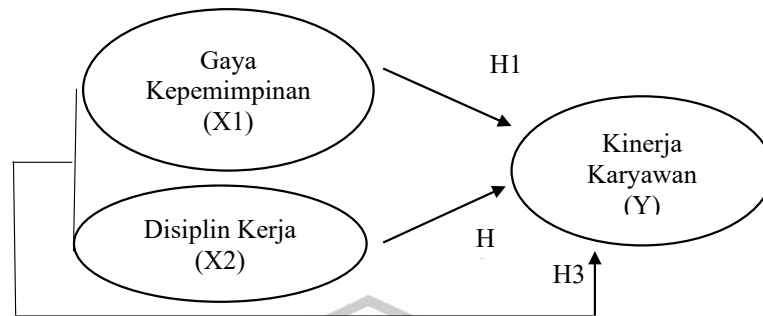 Gaya
Kepemimpinan
(X1)
H1
Kinerja
Karyawan
(Y)
Disiplin Kerja
(X2)
H
H3